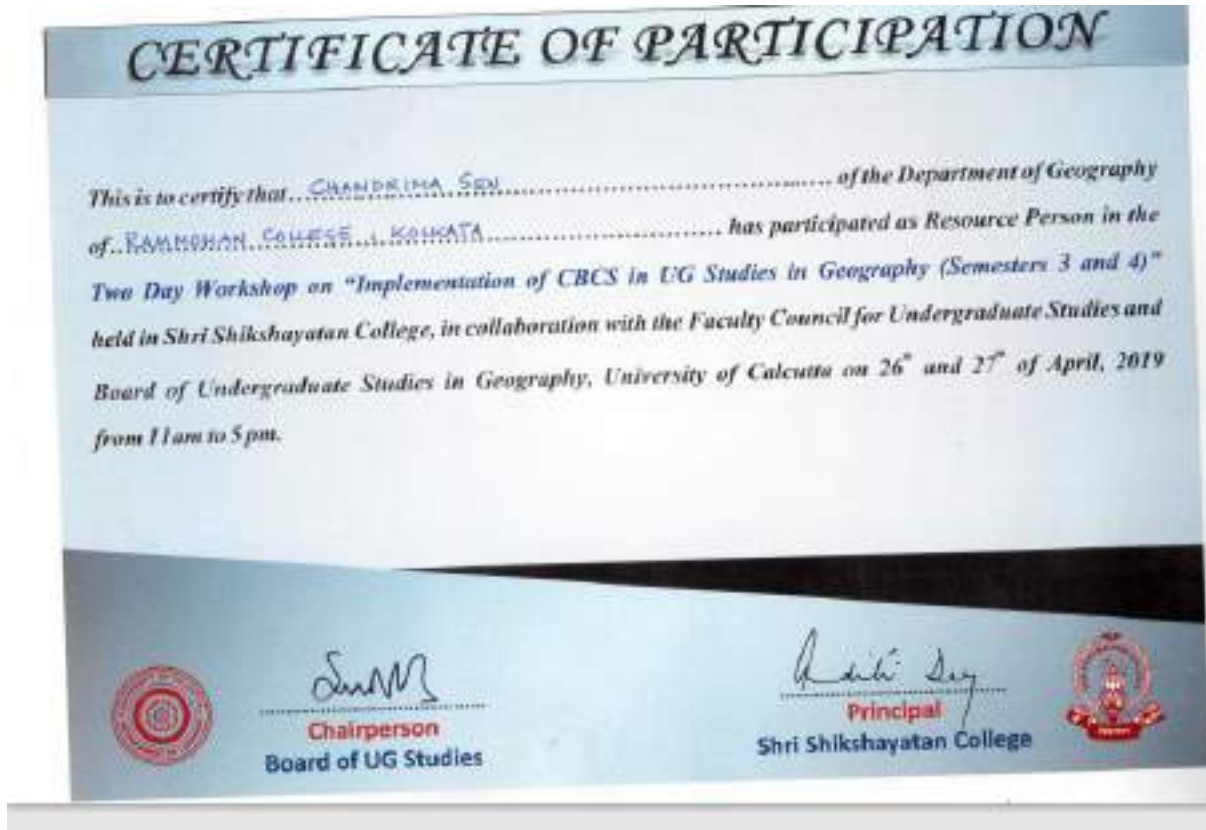 CERTIFICATE OF PARTICIPATION
This is to certify that..CHANDRIMA SEN.......................................................of the Department of Geography
of..RAMMOHAN COLLEGE, KOLKATA........................................ has participated as Resource Person in the
Two Day Workshop on “Implementation of CBCS in UG Studies in Geography (Semesters 3 and 4)”
held in Shri Shikshayatan College, in collaboration with the Faculty Council for Undergraduate Studies and
Board of Undergraduate Studies in Geography, University of Calcutta on 26" and 27" of April, 2019
from 11am to 5 pm.
Chairperson
Board of UG Studies
Principal
Shri Shikshayatan College